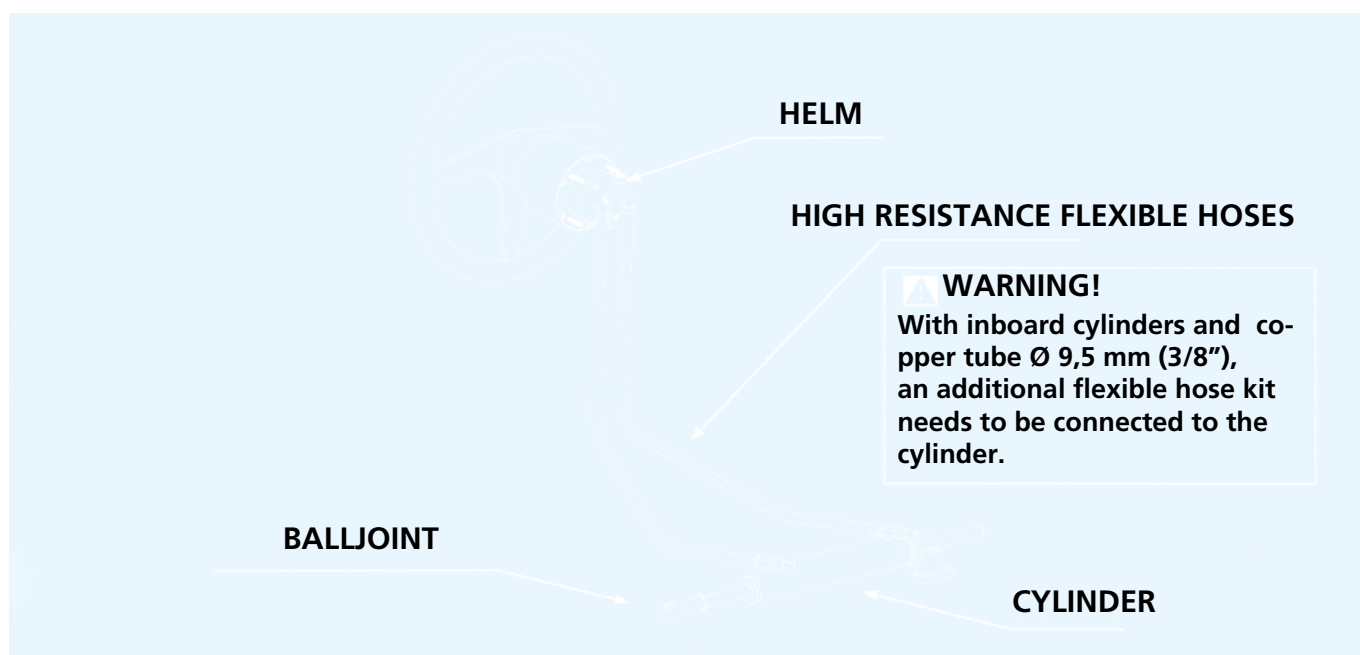 HELM
HIGH RESISTANCE FLEXIBLE HOSES
WARNING!
With inboard cylinders and co-
pper tube Ø 9,5 mm (3/8”),
an additional flexible hose kit
needs to be connected to the
cylinder.
BALLJOINT
CYLINDER